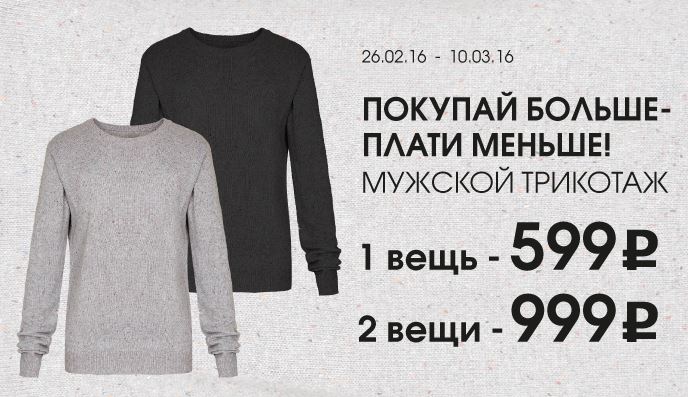 26.02.16 - 10.03.16
ПОКУПАЙ БОЛЬШЕ-
ПЛАТИ МЕНЬШЕ!
МУЖСКОЙ ТРИКОТАЖ
1 вещь - 599₽
2 вещи - 999₽